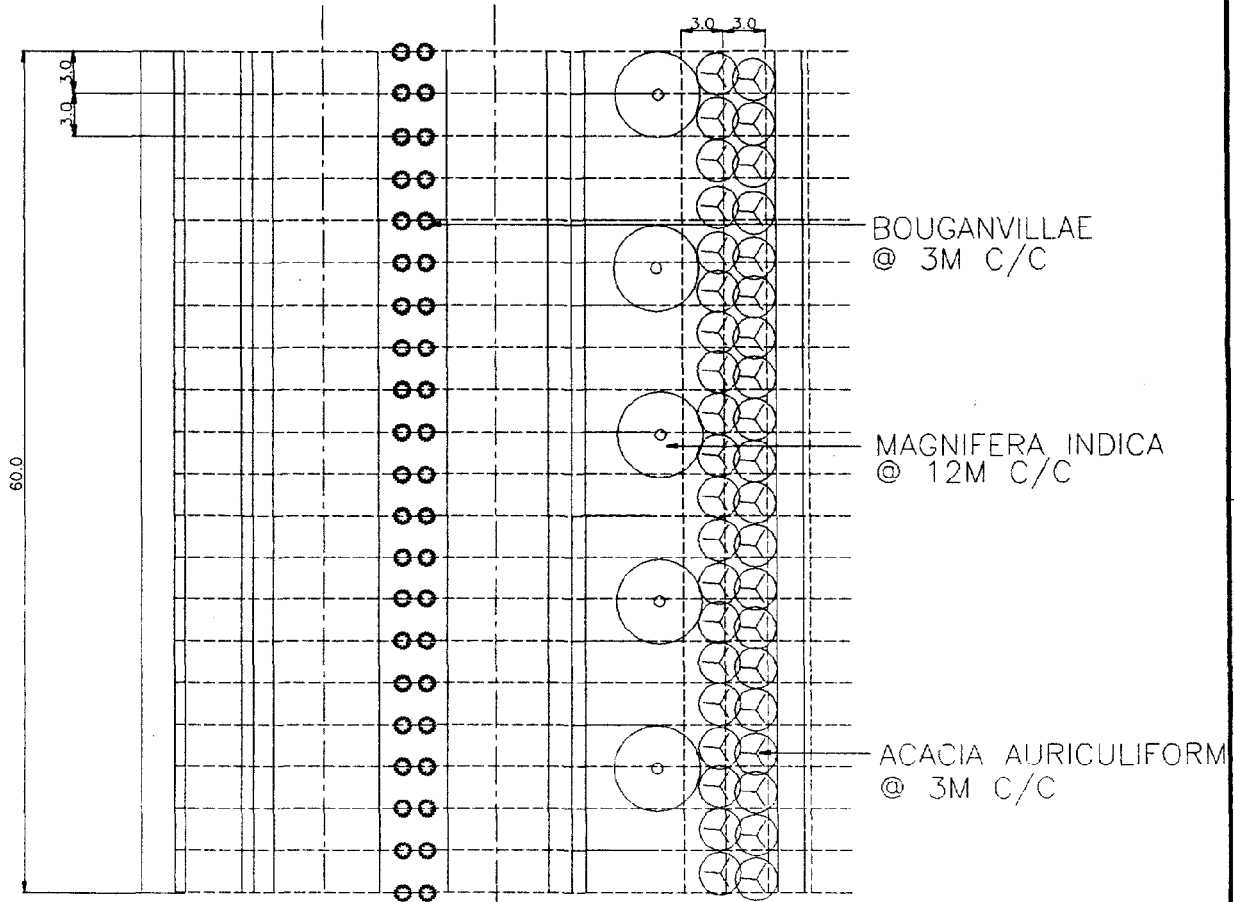 3.0 3.0
3.0
3.0
60.0
BOUGANVILLAE
@ 3M C/C
MAGNIFERA INDICA
@ 12M C/C
ACACIA AURICULIFORM
@ 3M C/C